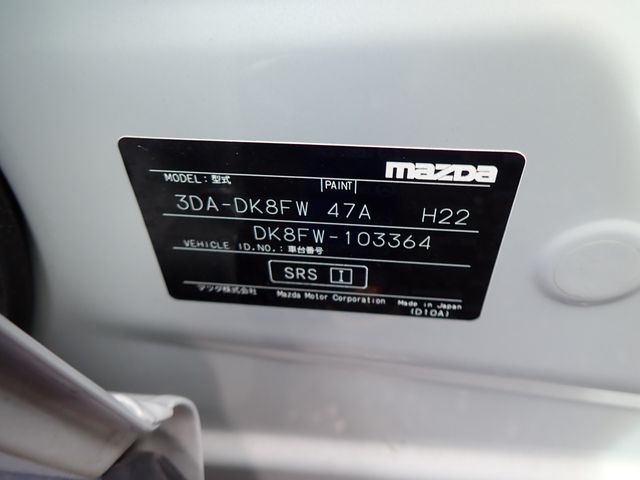 mazda
MODEL:型式 PAINT
3DA-DK8FW 47A H22
DK8FW-103364
VEHICLE ID.NO.:車台番号
SRS I
マツダ株式会社 Mazda Motor Corporation Made in Japan
(D10A)